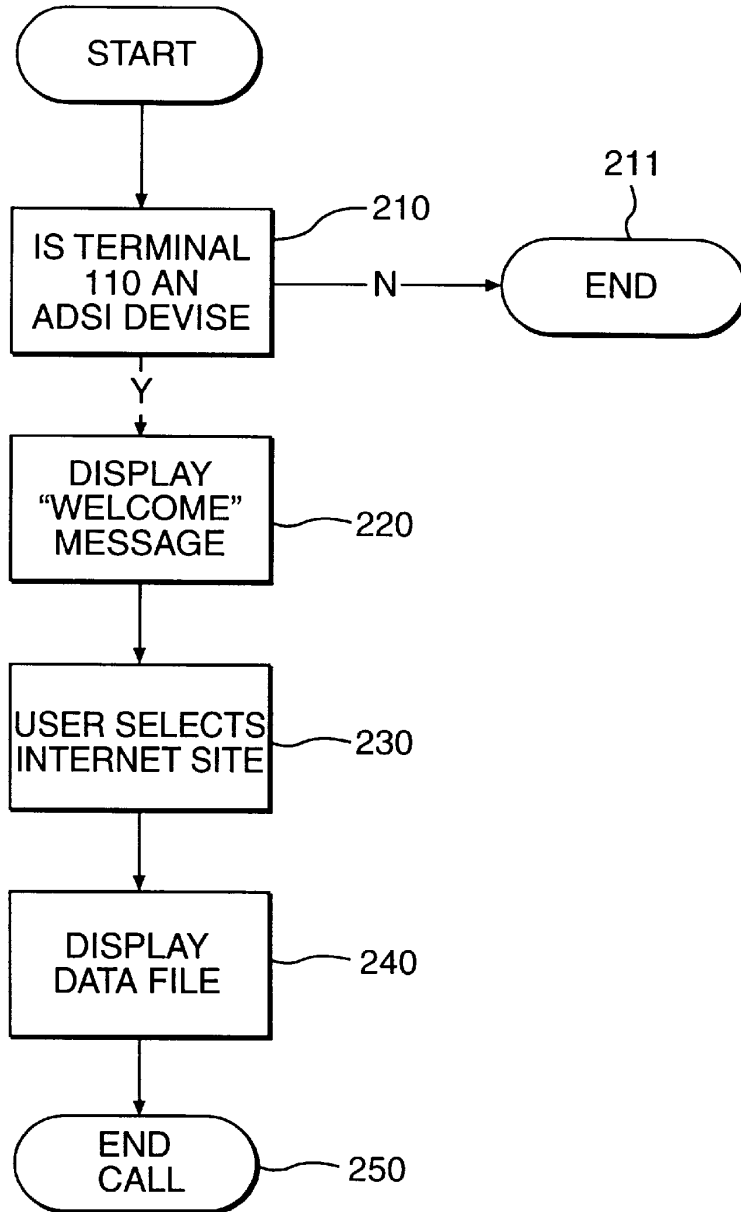 START
210
IS TERMINAL
110 AN
ADSI DEVISE
N
211
END
Y
DISPLAY
“WELCOME”
MESSAGE
220
USER SELECTS
INTERNET SITE
230
DISPLAY
DATA FILE
240
END
CALL
250